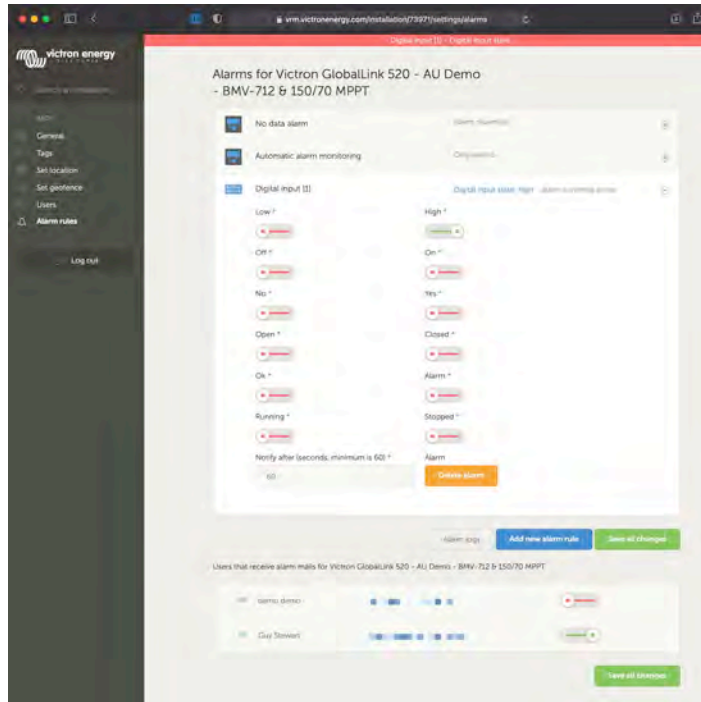 vrm.victronenergy.com/installation/73971/settings/alarms
Digital input [1] - Digital input state
victron energy
General
Tags
Set location
Set geofence
Users
Alarm rules
Log out
Alarms for Victron GlobalLink 520 - AU Demo
- BMV-712 & 150/70 MPPT
No data alarm
Automatic alarm monitoring
Digital input [1] Digital input state: high
Low * High *
Off * On *
No * Yes *
Open * Closed *
Ok * Alarm *
Running * Stopped *
Notify after (seconds, minimum is 60) * Alarm
60 Delete alarm
Alarm logs Add new alarm rule Save all changes
Users that receive alarm mails for Victron GlobalLink 520 - AU Demo - BMV-712 & 150/70 MPPT
demo demo
Guy Stewart
Save all changes